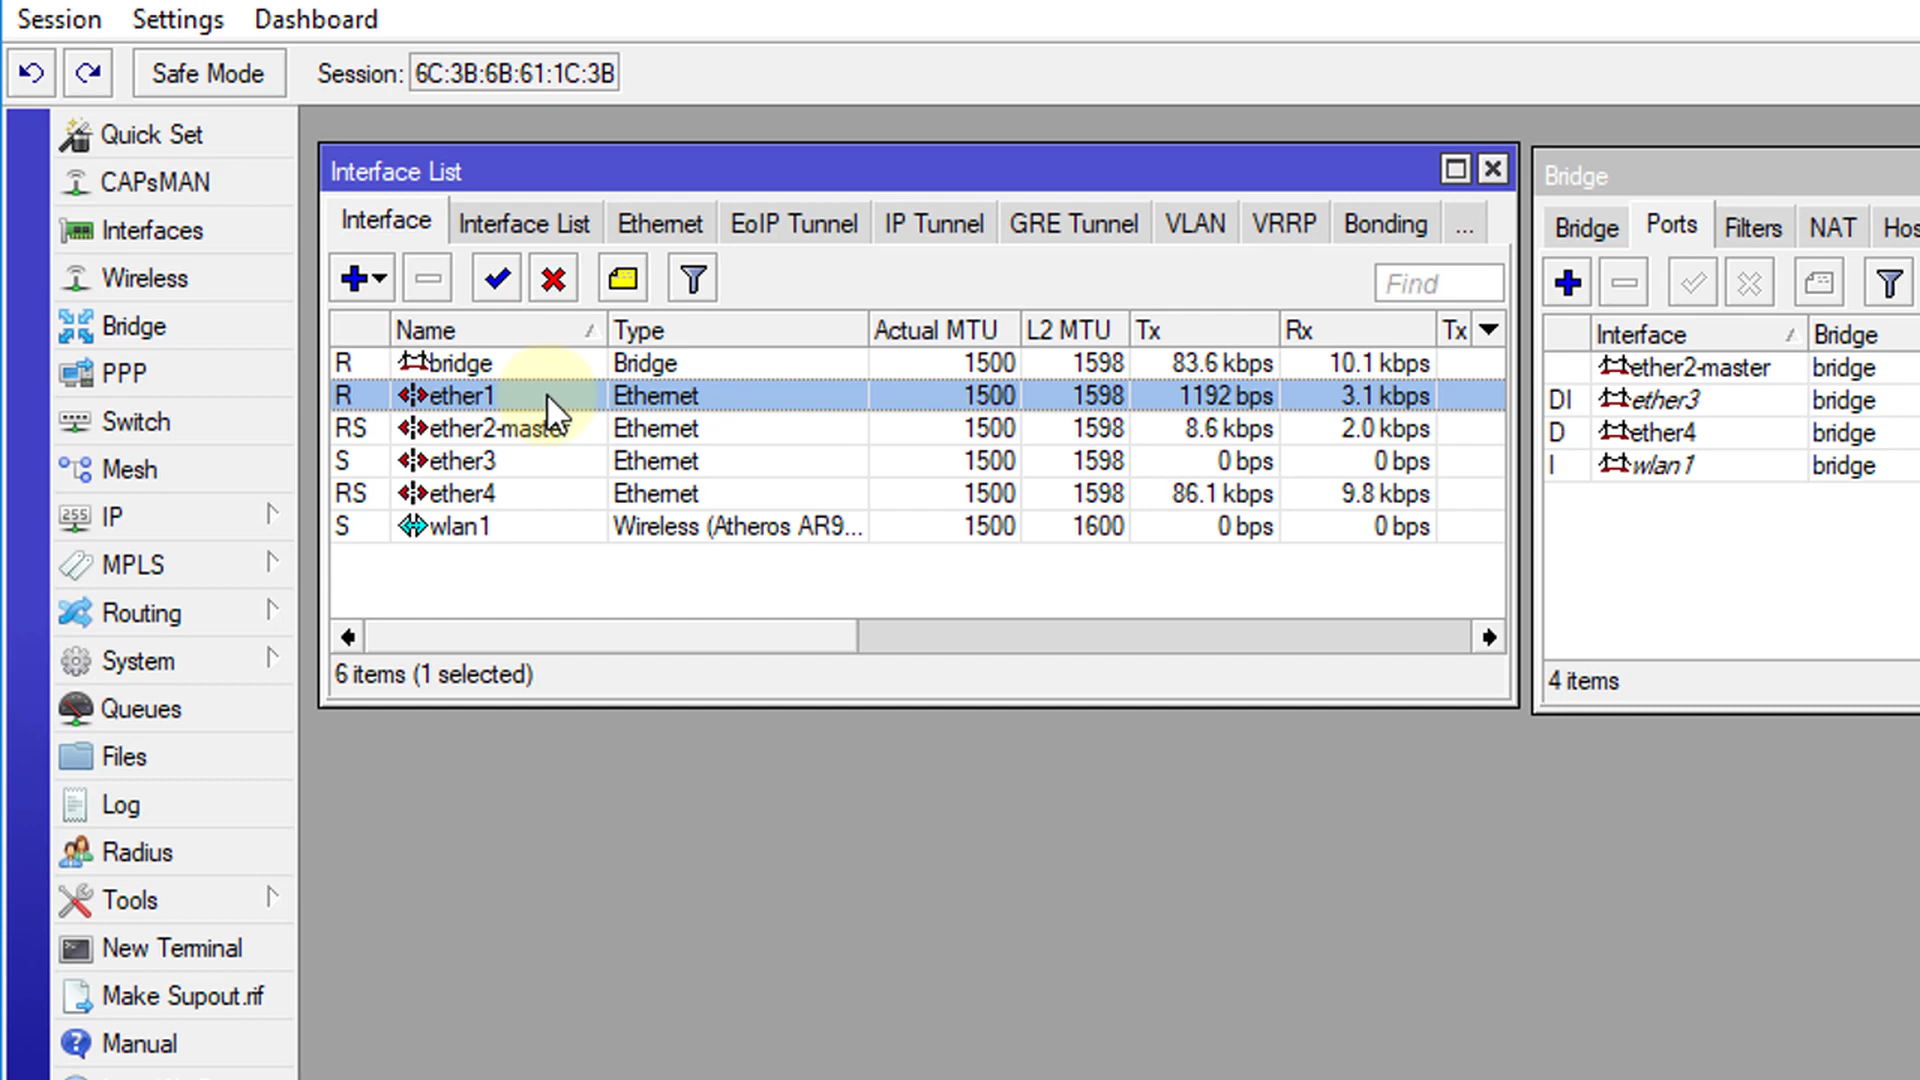 Session Settings Dashboard
Safe Mode Session: 6C:3B:6B:61:1C:3B
Quick Set
CAPsMAN
Interfaces
Wireless
Bridge
PPP
Switch
Mesh
255 IP
MPLS
Routing
System
Queues
Files
Log
Radius
Tools
New Terminal
Make Supout.rif
Manual
Interface List
Interface Interface List Ethernet EoIP Tunnel IP Tunnel GRE Tunnel VLAN VRRP Bonding ...
Find
Name Type Actual MTU L2 MTU Tx Rx Tx
R bridge Bridge 1500 1598 83.6 kbps 10.1 kbps
R ether1 Ethernet 1500 1598 1192 bps 3.1 kbps
RS ether2-master Ethernet 1500 1598 8.6 kbps 2.0 kbps
S ether3 Ethernet 1500 1598 0 bps 0 bps
RS ether4 Ethernet 1500 1598 86.1 kbps 9.8 kbps
S wlan1 Wireless (Atheros AR9... 1500 1600 0 bps 0 bps
6 items (1 selected)
Bridge
Bridge Ports Filters NAT Hos
Interface Bridge
ether2-master bridge
DI ether3 bridge
D ether4 bridge
I wlan1 bridge
4 items